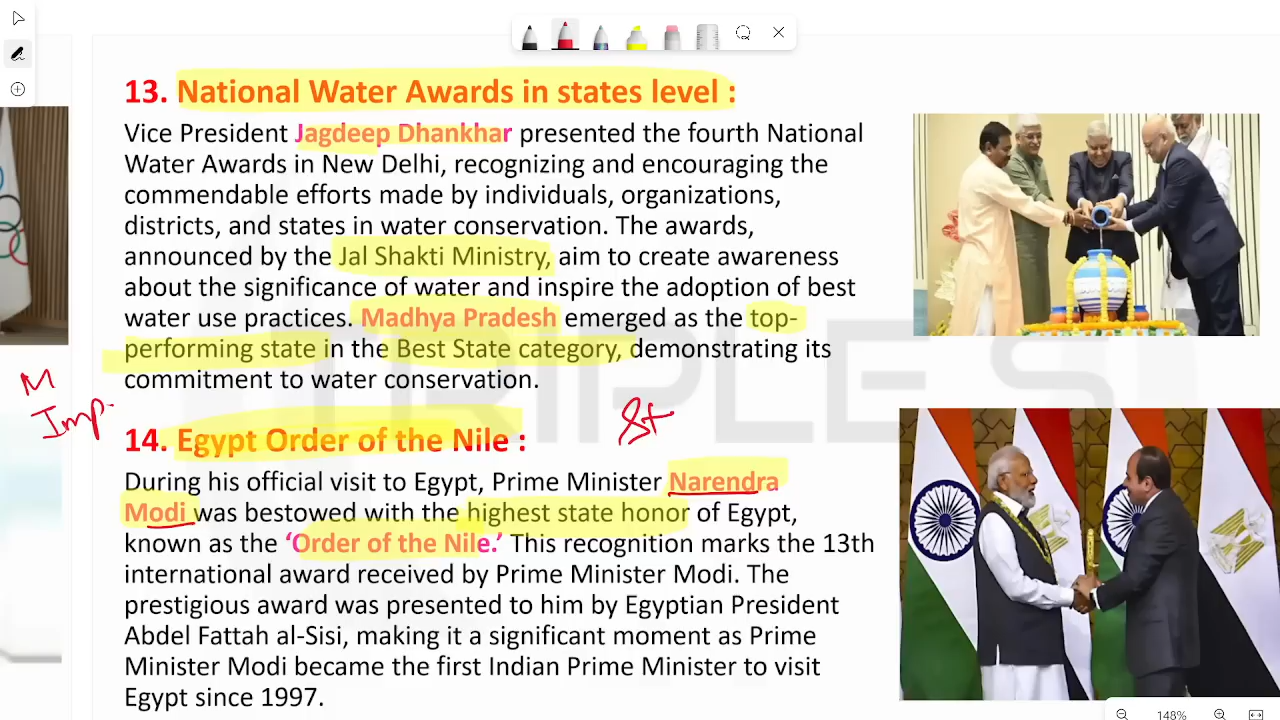 13. National Water Awards in states level :
Vice President Jagdeep Dhankhar presented the fourth National
Water Awards in New Delhi, recognizing and encouraging the
commendable efforts made by individuals, organizations,
districts, and states in water conservation. The awards,
announced by the Jal Shakti Ministry, aim to create awareness
about the significance of water and inspire the adoption of best
water use practices. Madhya Pradesh emerged as the top-
performing state in the Best State category, demonstrating its
commitment to water conservation.
M
Imp.
14. Egypt Order of the Nile :
During his official visit to Egypt, Prime Minister Narendra
Modi was bestowed with the highest state honor of Egypt,
known as the ‘Order of the Nile.’ This recognition marks the 13th
international award received by Prime Minister Modi. The
prestigious award was presented to him by Egyptian President
Abdel Fattah al-Sisi, making it a significant moment as Prime
Minister Modi became the first Indian Prime Minister to visit
Egypt since 1997.
TRIPLE S
148%